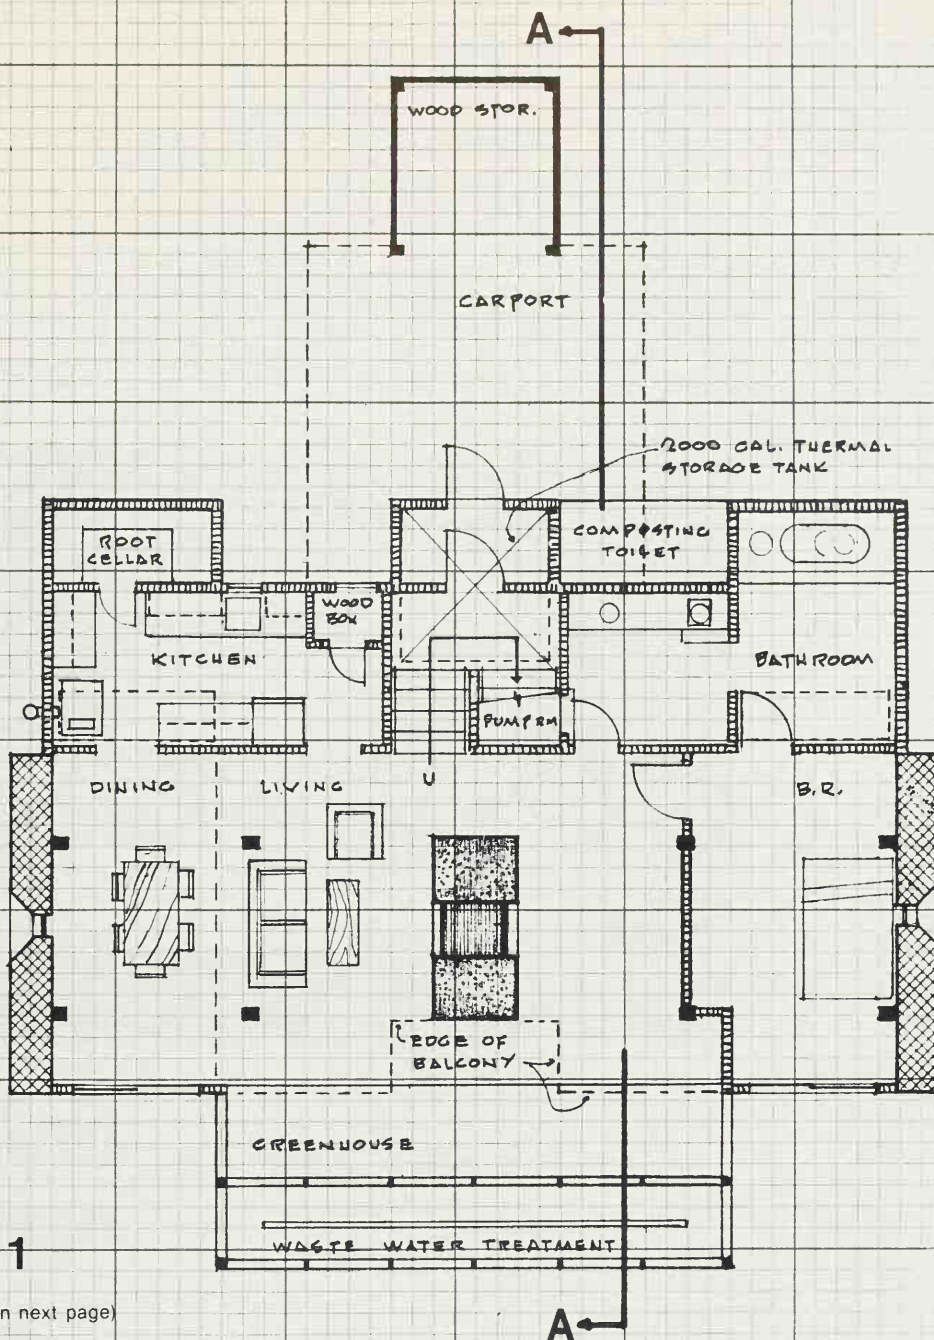 A
WOOD STOR.
CARPORT
2000 GAL. THERMAL
STORAGE TANK
ROOT
CELLAR
COMPOSTING
TOILET
WOOD
BOX
KITCHEN
BATHROOM
PUMP RM
DINING
LIVING
U
B.R.
EDGE OF
BALCONY
GREENHOUSE
WASTE WATER TREATMENT
1
n next page)
A